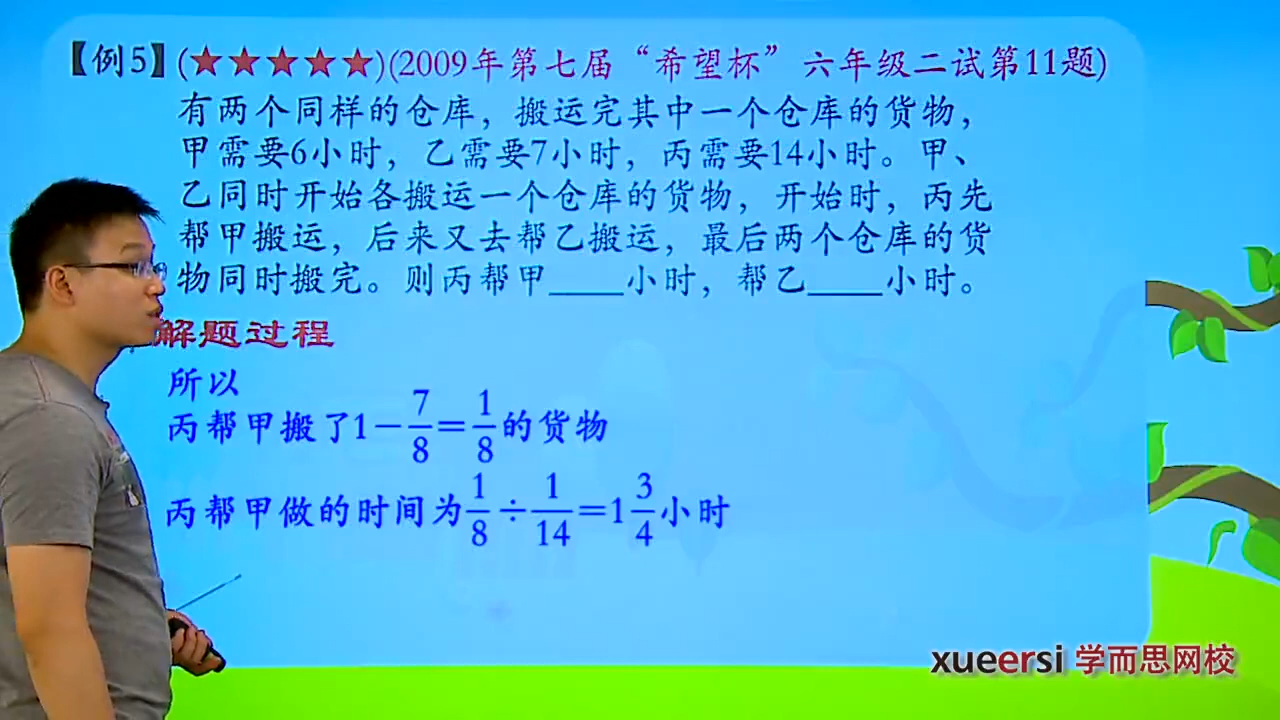 【例5】(★★★★★)(2009年第七届“希望杯”六年级二试第11题)
有两个同样的仓库，搬运完其中一个仓库的货物，
甲需要6小时，乙需要7小时，丙需要14小时。甲、
乙同时开始各搬运一个仓库的货物，开始时，丙先
帮甲搬运，后来又去帮乙搬运，最后两个仓库的货
物同时搬完。则丙帮甲____小时，帮乙____小时。
解题过程
所以
丙帮甲搬了1－7/8＝1/8的货物
丙帮甲做的时间为1/8÷1/14＝1 3/4小时
xueersi 学而思网校